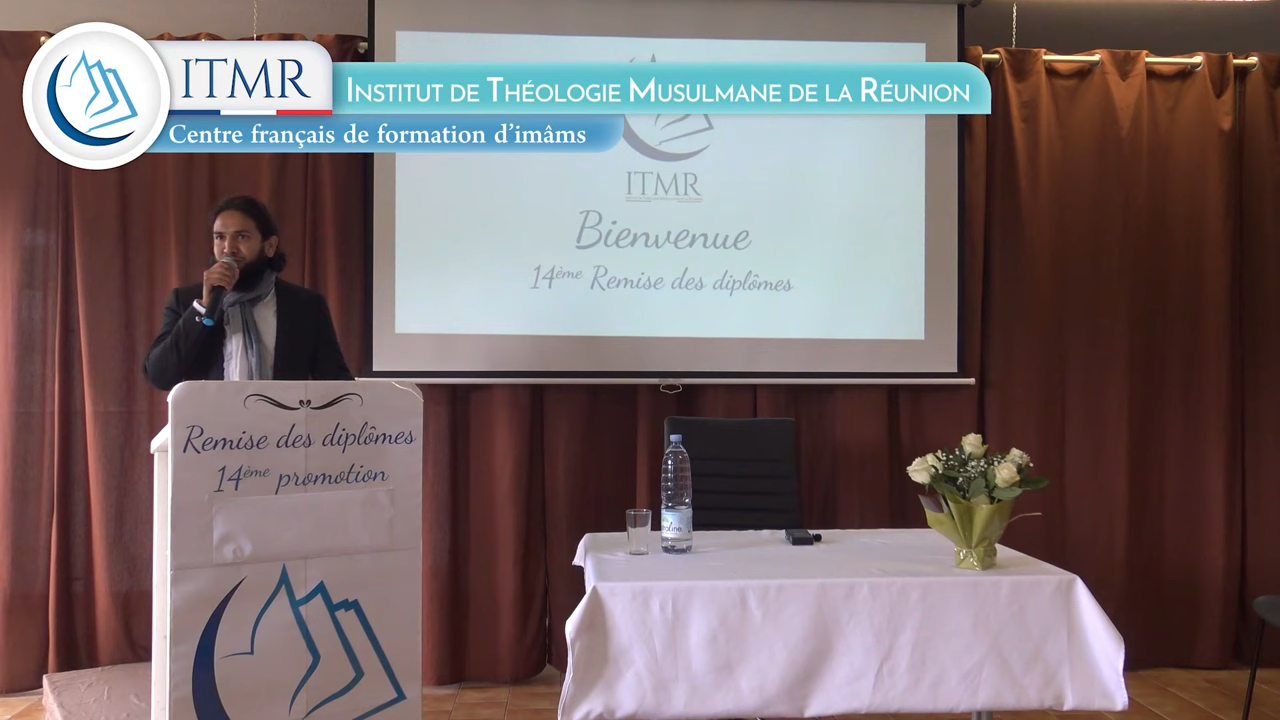 ITMR
INSTITUT DE THÉOLOGIE MUSULMANE DE LA RÉUNION
Centre français de formation d'imâms
ITMR
Bienvenue
14ème Remise des diplômes
Remise des diplômes
14ème promotion